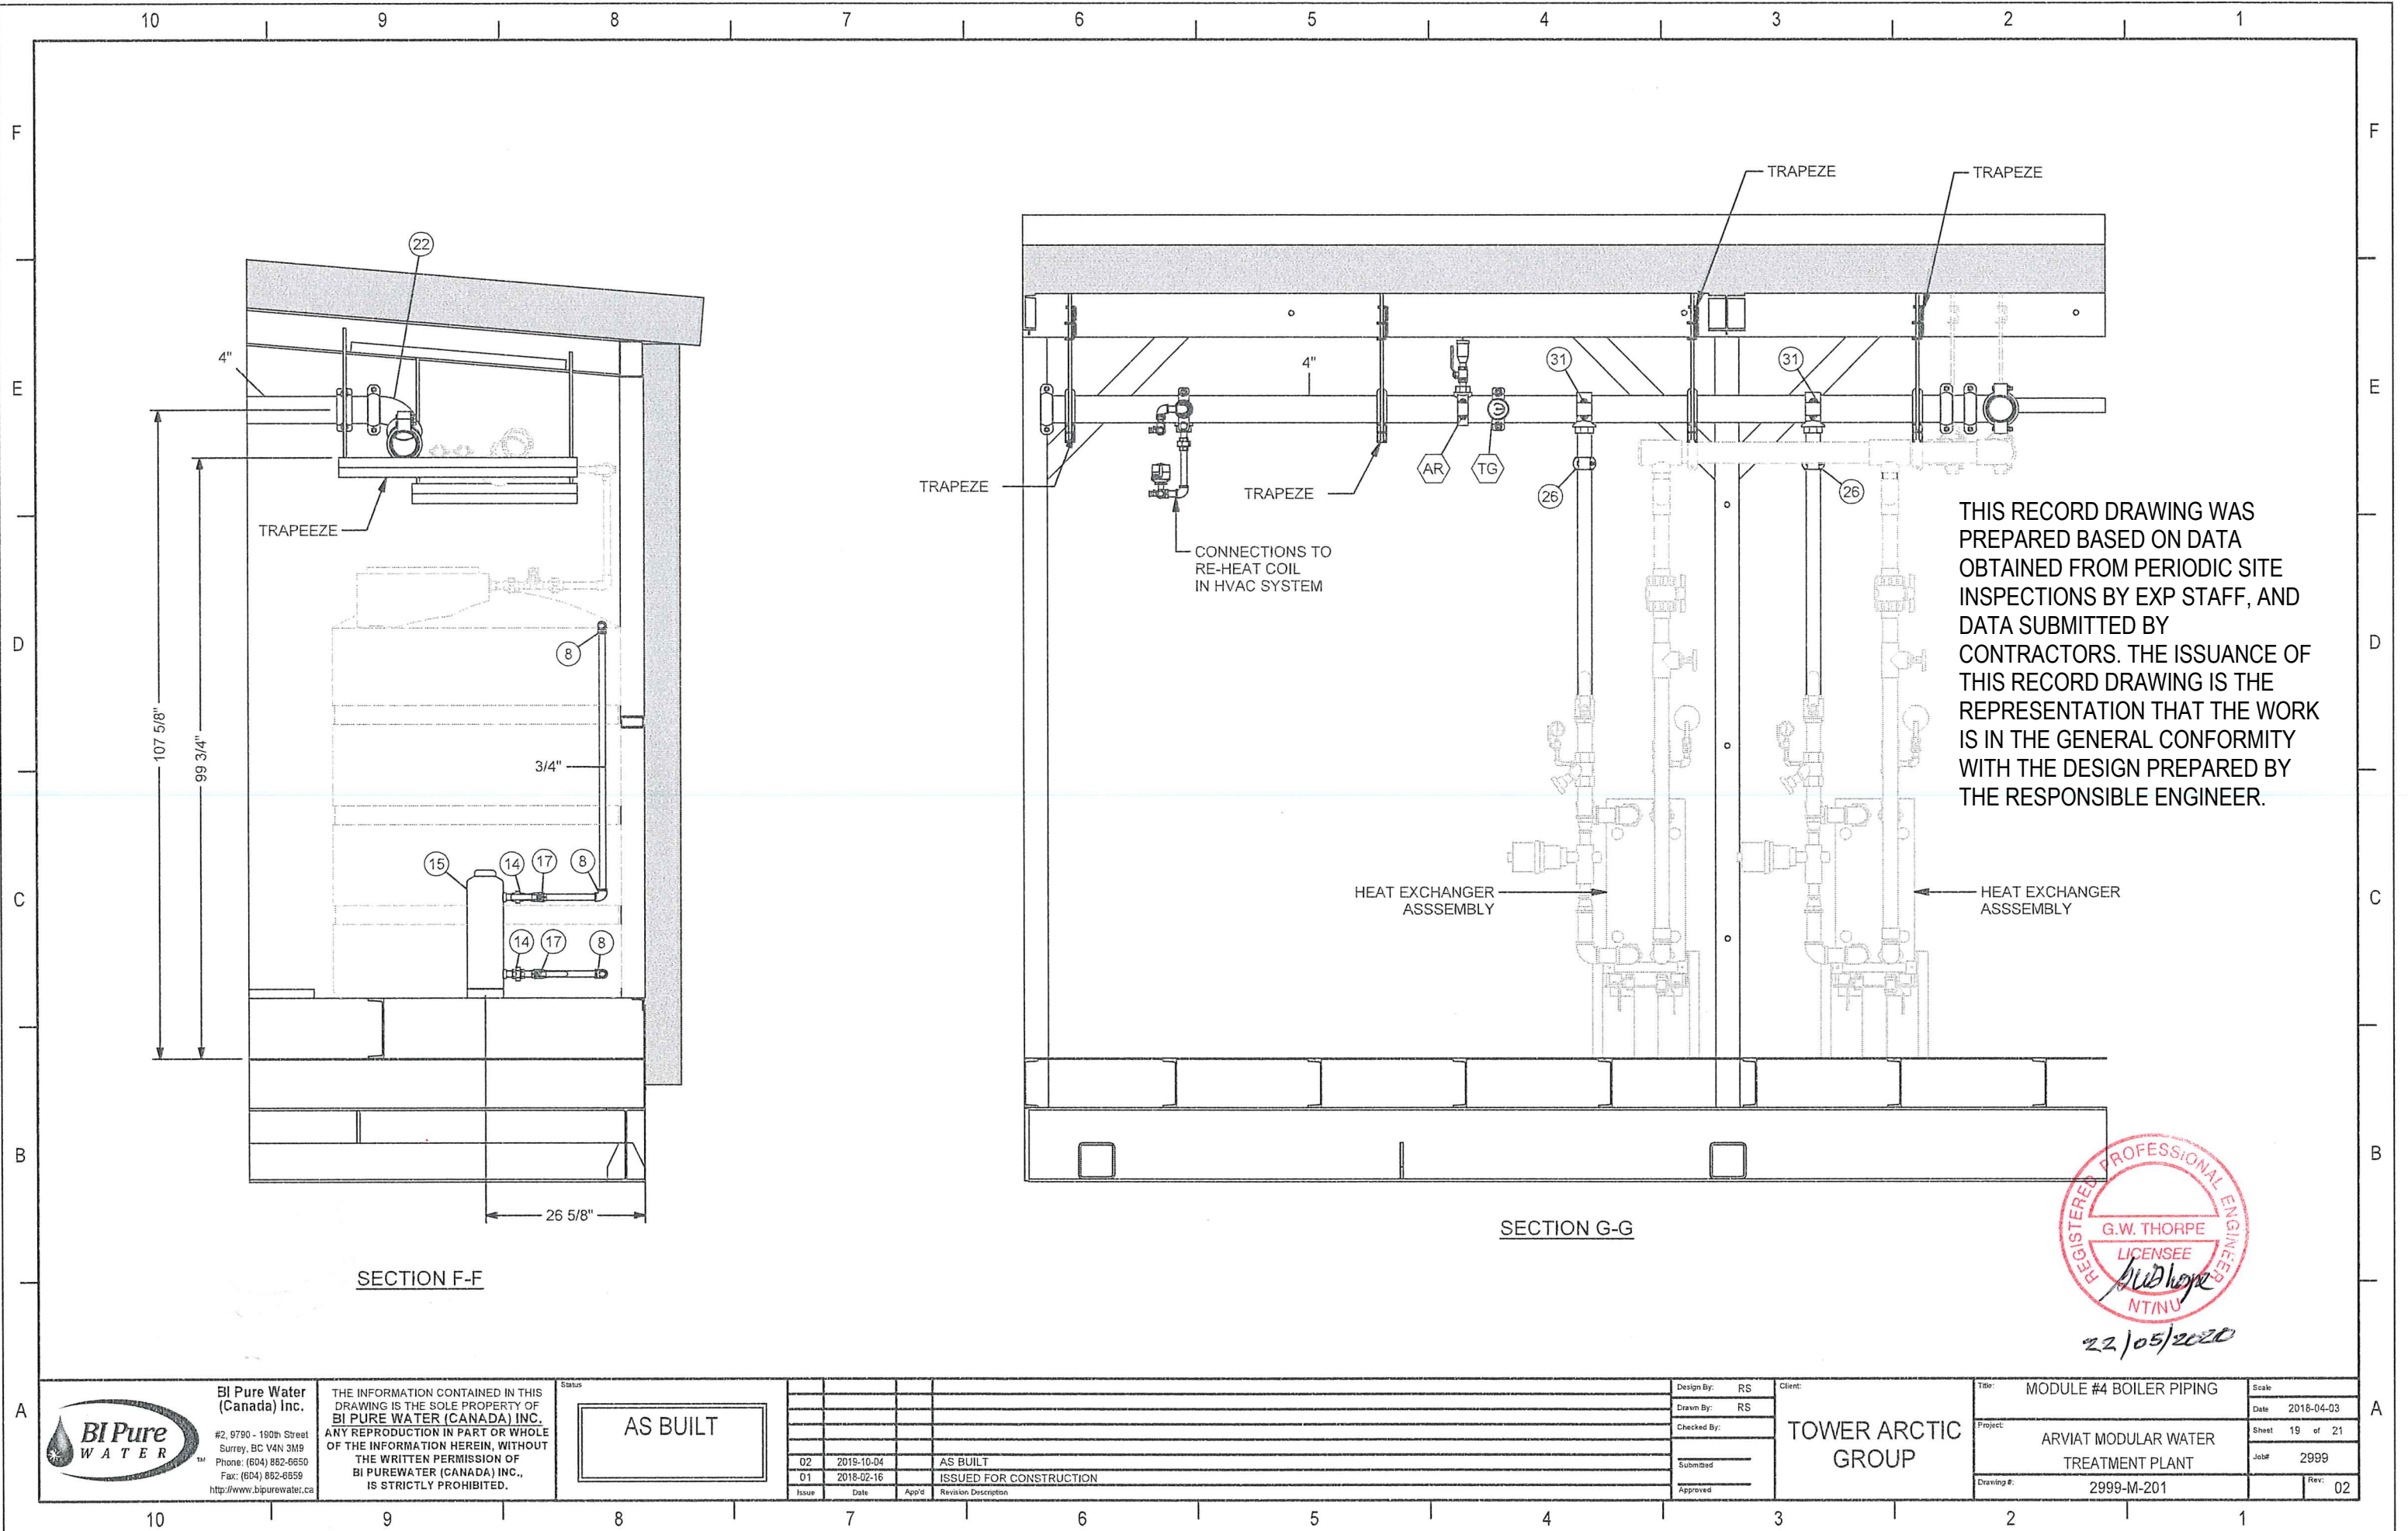 10 9 8 7 6 5 4 3 2 1
F
F
TRAPEZE
TRAPEZE
22
4"
4"
31
31
E
E
AR
TG
TRAPEZE
TRAPEZE
26
26
TRAPEEZE
CONNECTIONS TO
RE-HEAT COIL
IN HVAC SYSTEM
THIS RECORD DRAWING WAS
PREPARED BASED ON DATA
OBTAINED FROM PERIODIC SITE
INSPECTIONS BY EXP STAFF, AND
DATA SUBMITTED BY
CONTRACTORS. THE ISSUANCE OF
THIS RECORD DRAWING IS THE
REPRESENTATION THAT THE WORK
IS IN THE GENERAL CONFORMITY
WITH THE DESIGN PREPARED BY
THE RESPONSIBLE ENGINEER.
D
D
8
107 5/8"
99 3/4"
3/4"
15
14
17
8
14
17
8
C
C
HEAT EXCHANGER
ASSSEMBLY
HEAT EXCHANGER
ASSSEMBLY
B
B
26 5/8"
SECTION F-F
SECTION G-G
REGISTERED PROFESSIONAL ENGINEER
G.W. THORPE
LICENSEE
NT/NU
22/05/2020
A
A
BI Pure
WATER
TM
BI Pure Water
(Canada) Inc.
#2, 9790 - 190th Street
Surrey, BC V4N 3M9
Phone: (604) 882-6650
Fax: (604) 882-6659
http://www.bipurewater.ca
THE INFORMATION CONTAINED IN THIS
DRAWING IS THE SOLE PROPERTY OF
BI PURE WATER (CANADA) INC.
ANY REPRODUCTION IN PART OR WHOLE
OF THE INFORMATION HEREIN, WITHOUT
THE WRITTEN PERMISSION OF
BI PUREWATER (CANADA) INC.,
IS STRICTLY PROHIBITED.
Status
AS BUILT
02 2019-10-04 AS BUILT
01 2018-02-16 ISSUED FOR CONSTRUCTION
Issue Date App'd Revision Description
Design By: RS
Drawn By: RS
Checked By:
Submitted
Approved
Client:
TOWER ARCTIC
GROUP
Title: MODULE #4 BOILER PIPING
Project:
ARVIAT MODULAR WATER
TREATMENT PLANT
Drawing #: 2999-M-201
Scale
Date 2018-04-03
Sheet 19 of 21
Job# 2999
Rev: 02
10 9 8 7 6 5 4 3 2 1